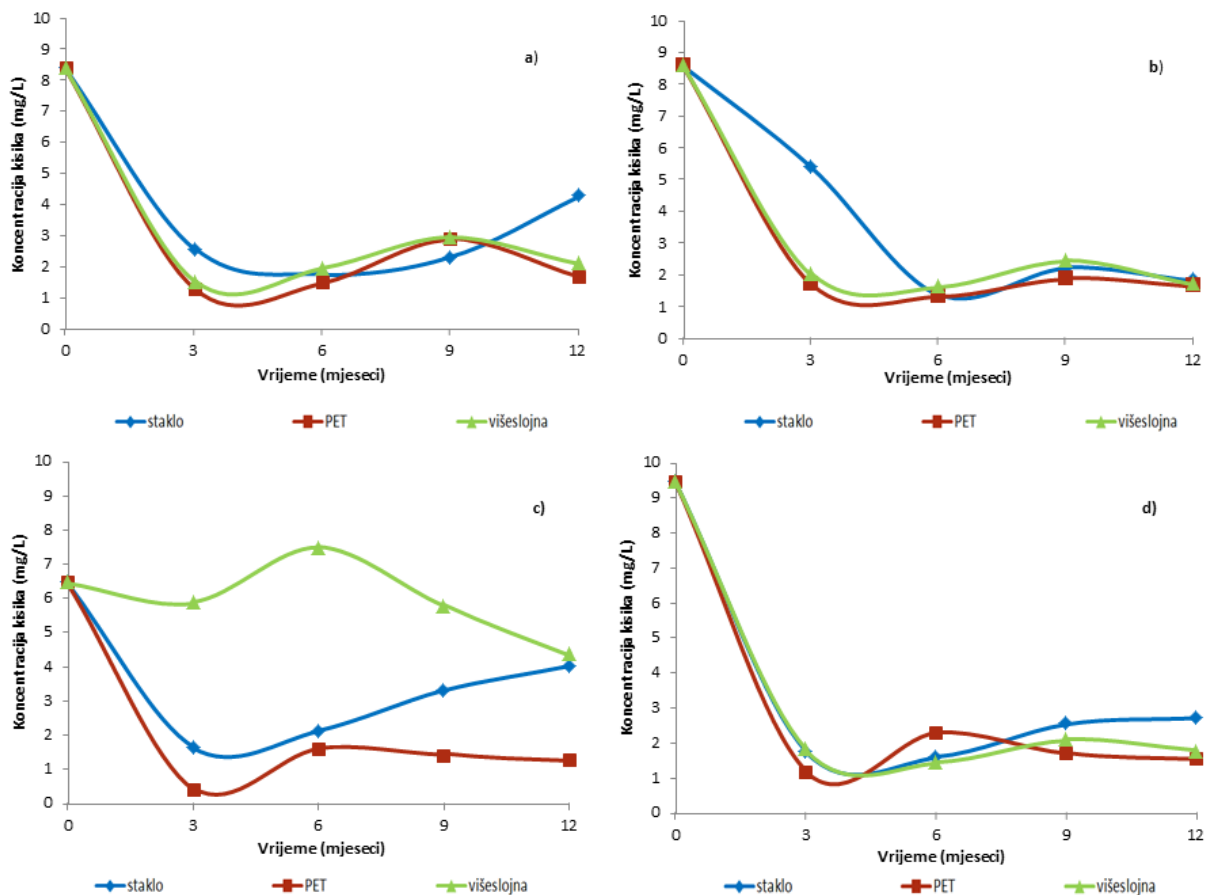 Koncentracija kisika (mg/L)
10
9
8
7
6
5
4
3
2
1
0
a)
0 3 6 9 12
Vrijeme (mjeseci)
staklo PET višeslojna
Koncentracija kisika (mg/L)
10
9
8
7
6
5
4
3
2
1
0
b)
0 3 6 9 12
Vrijeme (mjeseci)
staklo PET višeslojna
Koncentracija kisika (mg/L)
10
9
8
7
6
5
4
3
2
1
0
c)
0 3 6 9 12
Vrijeme (mjeseci)
staklo PET višeslojna
Koncentracija kisika (mg/L)
10
9
8
7
6
5
4
3
2
1
0
d)
0 3 6 9 12
Vrijeme (mjeseci)
staklo PET višeslojna